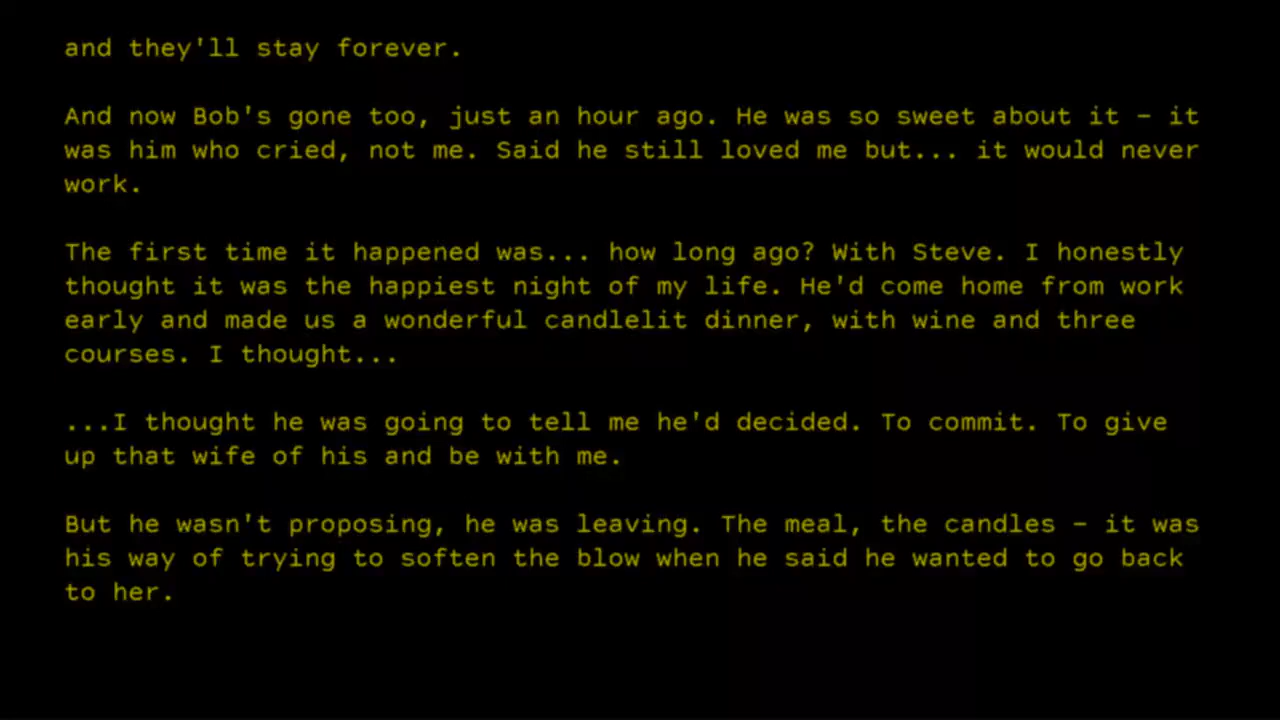 and they'll stay forever.
And now Bob's gone too, just an hour ago. He was so sweet about it – it
was him who cried, not me. Said he still loved me but... it would never
work.
The first time it happened was... how long ago? With Steve. I honestly
thought it was the happiest night of my life. He'd come home from work
early and made us a wonderful candlelit dinner, with wine and three
courses. I thought...
...I thought he was going to tell me he'd decided. To commit. To give
up that wife of his and be with me.
But he wasn't proposing, he was leaving. The meal, the candles – it was
his way of trying to soften the blow when he said he wanted to go back
to her.